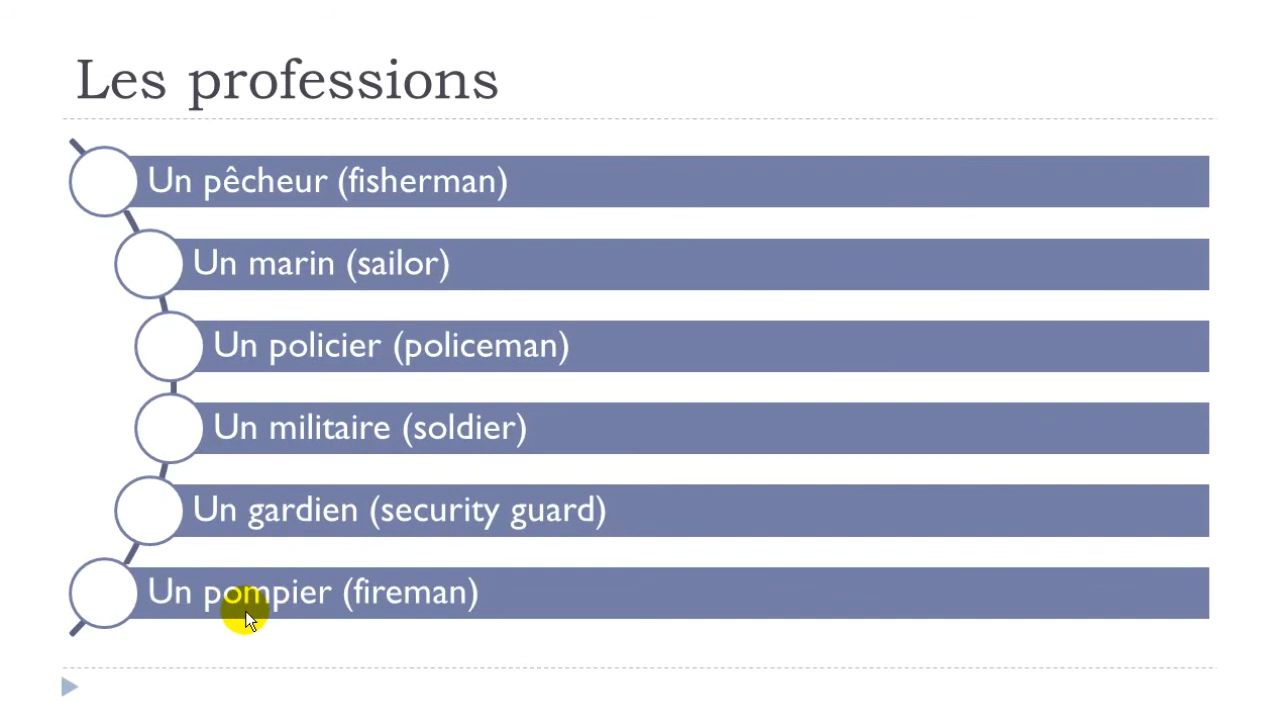 Les professions
Un pêcheur (fisherman)
Un marin (sailor)
Un policier (policeman)
Un militaire (soldier)
Un gardien (security guard)
Un pompier (fireman)